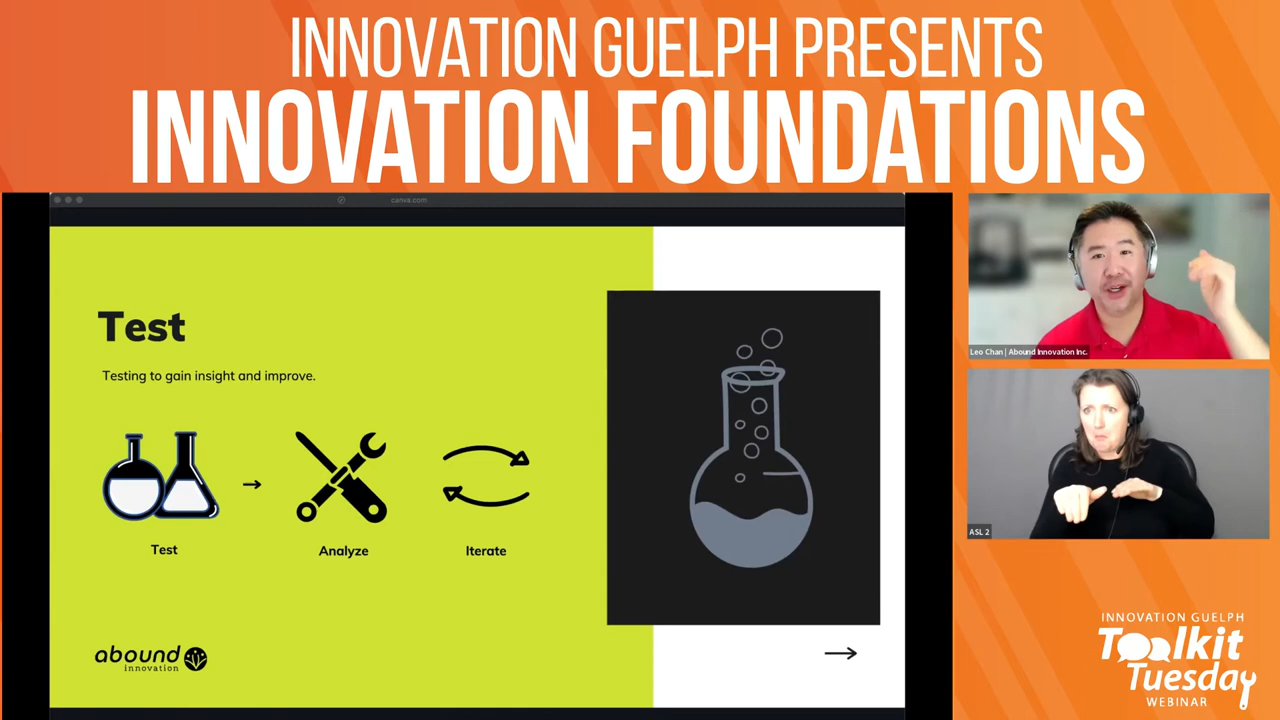 INNOVATION GUELPH PRESENTS
INNOVATION FOUNDATIONS
canva.com
Test
Testing to gain insight and improve.
Test
Analyze
Iterate
abound
innovation
Leo Chan | Abound Innovation Inc.
ASL 2
INNOVATION GUELPH
Toolkit
Tuesday
WEBINAR